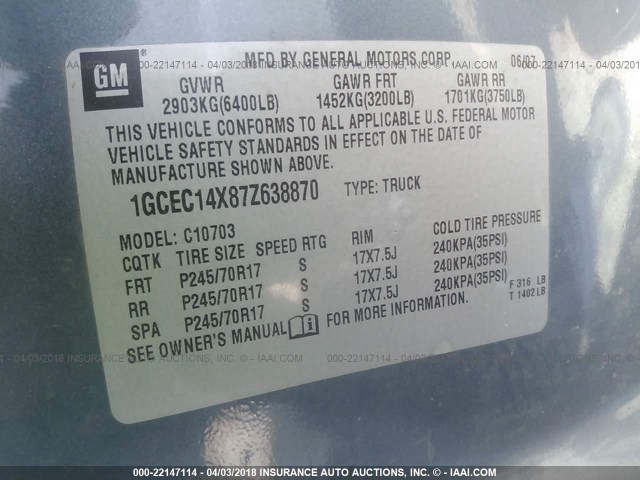 GM
®
MFD BY GENERAL MOTORS CORP 06/07
GVWR GAWR FRT GAWR RR
2903KG(6400LB) 1452KG(3200LB) 1701KG(3750LB)
THIS VEHICLE CONFORMS TO ALL APPLICABLE U.S. FEDERAL MOTOR
VEHICLE SAFETY STANDARDS IN EFFECT ON THE DATE OF
MANUFACTURE SHOWN ABOVE.
1GCEC14X87Z638870 TYPE: TRUCK
MODEL: C10703
CQTK TIRE SIZE SPEED RTG RIM COLD TIRE PRESSURE
FRT P245/70R17 S 17X7.5J 240KPA(35PSI)
RR P245/70R17 S 17X7.5J 240KPA(35PSI)
SPA P245/70R17 S 17X7.5J 240KPA(35PSI)
F 316 LB
T 1402 LB
SEE OWNER'S MANUAL i FOR MORE INFORMATION.
000-22147114 - 04/03/2018 INSURANCE AUTO AUCTIONS, INC. - © IAAI.COM